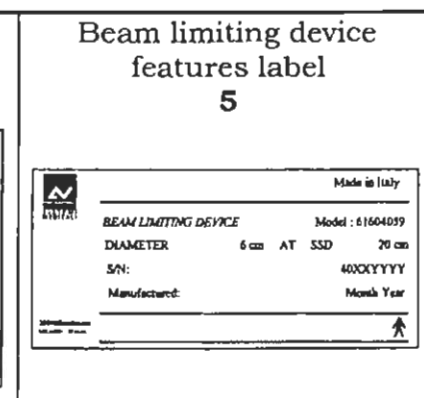 Beam limiting device
features label
5
Made in Italy
BEAM LIMITING DEVICE Model : 61604039
DIAMETER 6 cm AT SSD 20 cm
S/N: 40XXYYYY
Manufactured: Month Year